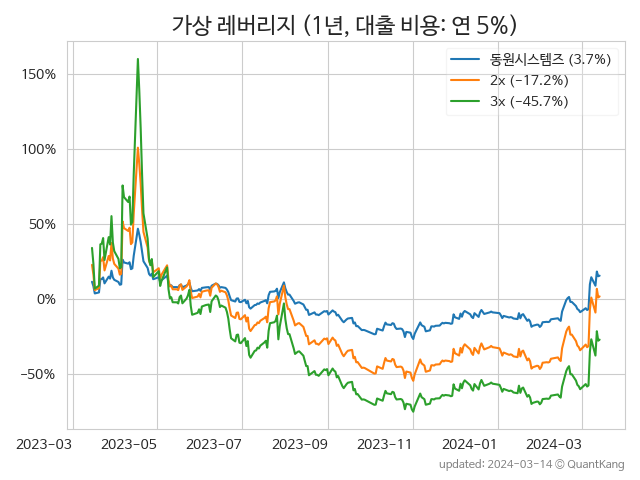 가상 레버리지 (1년, 대출 비용: 연 5%)
동원시스템즈 (3.7%)
2x (−17.2%)
3x (−45.7%)
150%
100%
50%
0%
−50%
2023−03 2023−05 2023−07 2023−09 2023−11 2024−01 2024−03
updated: 2024−03−14 © QuantKang